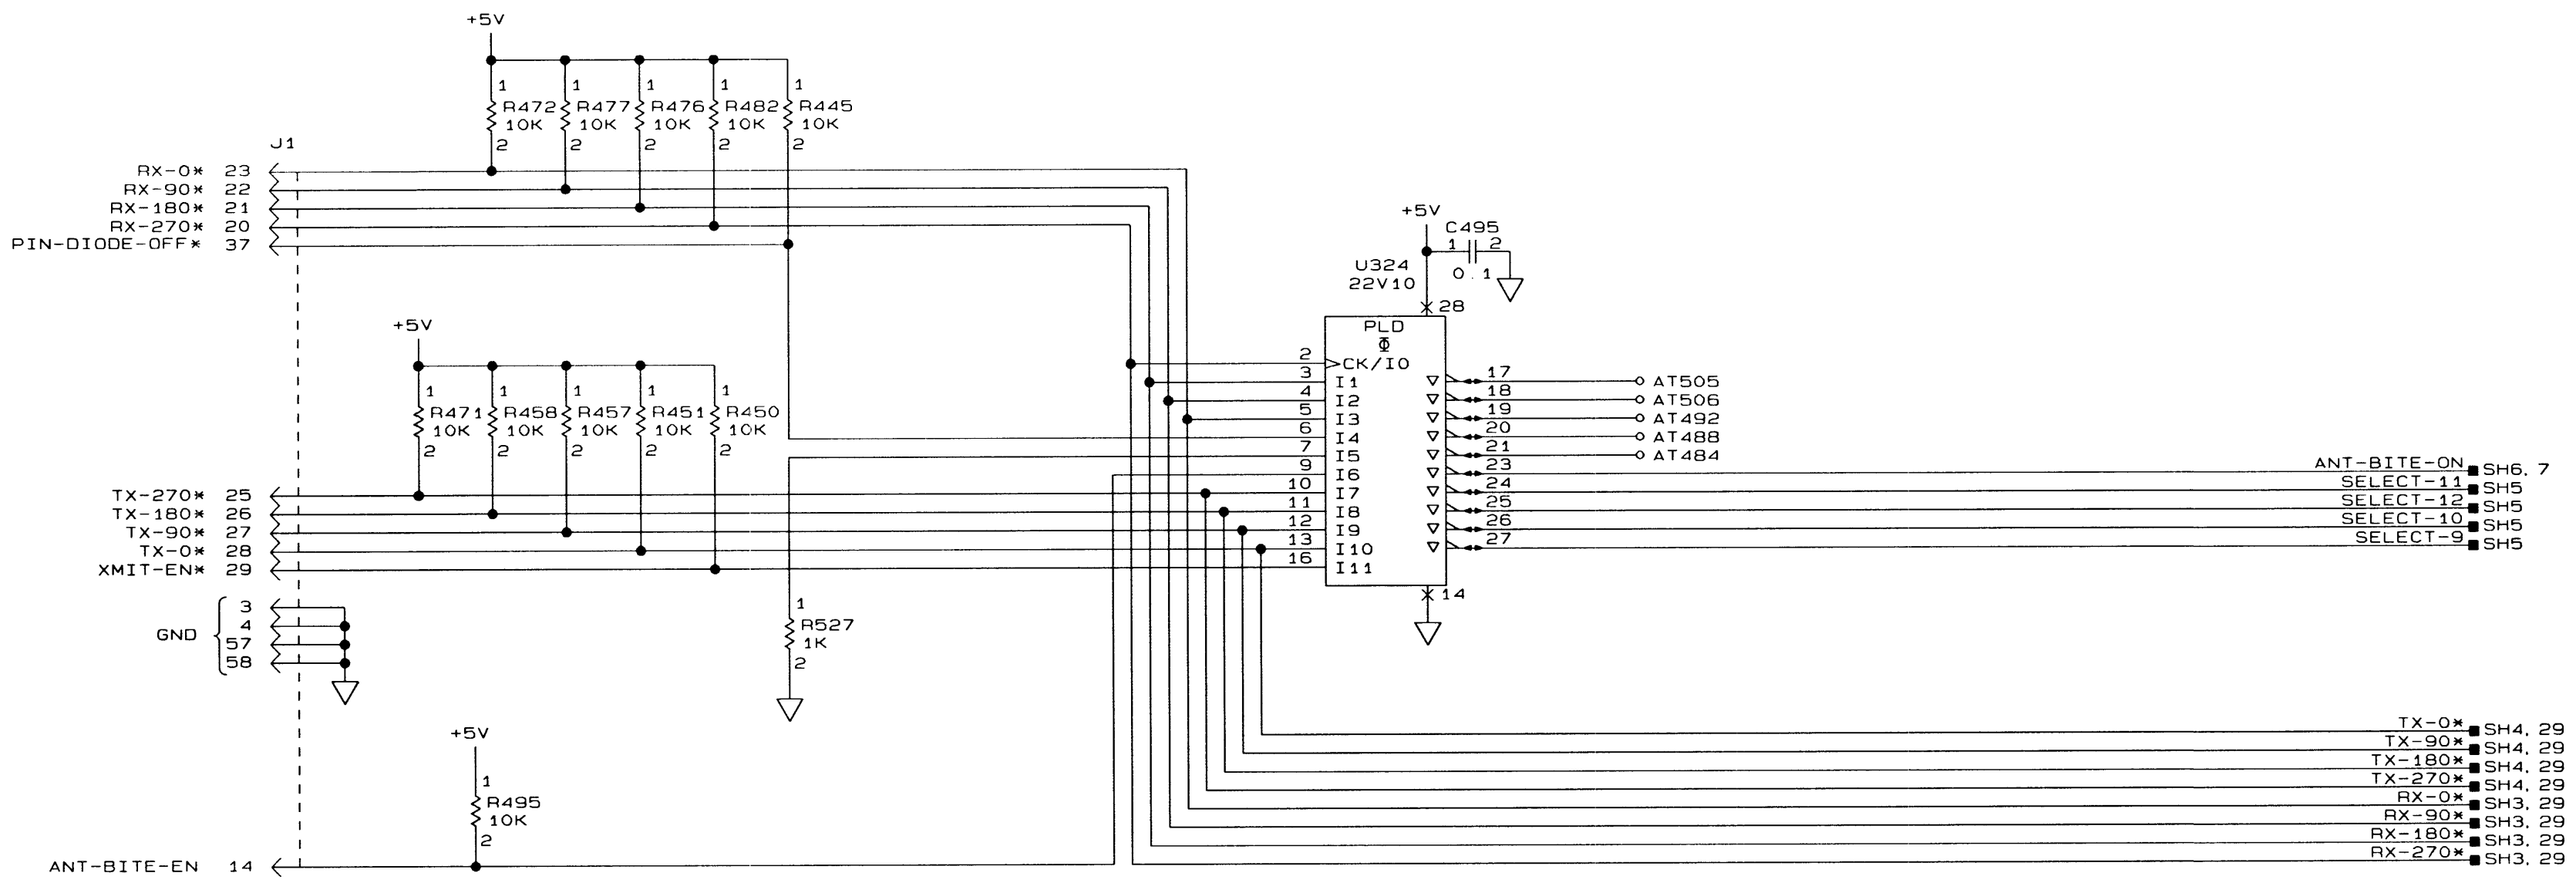 +5V
1 1 1 1 1
R472 R477 R476 R482 R445
10K 10K 10K 10K 10K
2 2 2 2 2
J1
RX-0* 23
RX-90* 22
RX-180* 21
RX-270* 20
PIN-DIODE-OFF* 37
+5V
C495
1 2
0.1
U324
22V10
28
PLD
Φ
2 CK/IO
3 I1
4 I2
5 I3
6 I4
7 I5
9 I6
10 I7
11 I8
12 I9
13 I10
16 I11
14
17 AT505
18 AT506
19 AT492
20 AT488
21 AT484
23 ANT-BITE-ON SH6, 7
24 SELECT-11 SH5
25 SELECT-12 SH5
26 SELECT-10 SH5
27 SELECT-9 SH5
+5V
1 1 1 1 1
R471 R458 R457 R451 R450
10K 10K 10K 10K 10K
2 2 2 2 2
TX-270* 25
TX-180* 26
TX-90* 27
TX-0* 28
XMIT-EN* 29
GND
3
4
57
58
1
R527
1K
2
+5V
1
R495
10K
2
ANT-BITE-EN 14
TX-0* SH4, 29
TX-90* SH4, 29
TX-180* SH4, 29
TX-270* SH4, 29
RX-0* SH3, 29
RX-90* SH3, 29
RX-180* SH3, 29
RX-270* SH3, 29